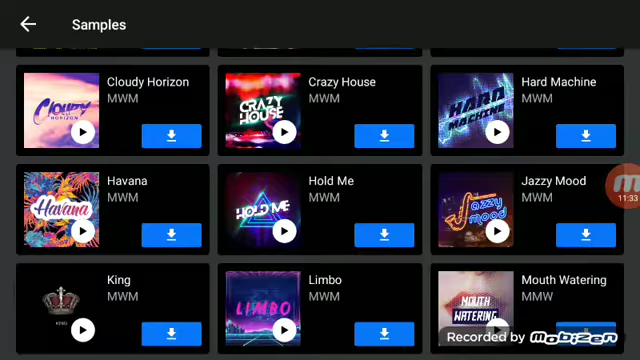 Samples
Cloudy Horizon
MWM
CLOUDY
HORIZON
Crazy House
MWM
CRAZY
HOUSE
Hard Machine
MWM
HARD
MACHINE
Havana
MWM
Havana
Hold Me
MWM
HOLD ME
Jazzy Mood
MWM
Jazzy
mood
11:33
King
MWM
KING
Limbo
MWM
LIMBO
Mouth Watering
MMW
MOUTH
WATERING
Recorded by Mobizen